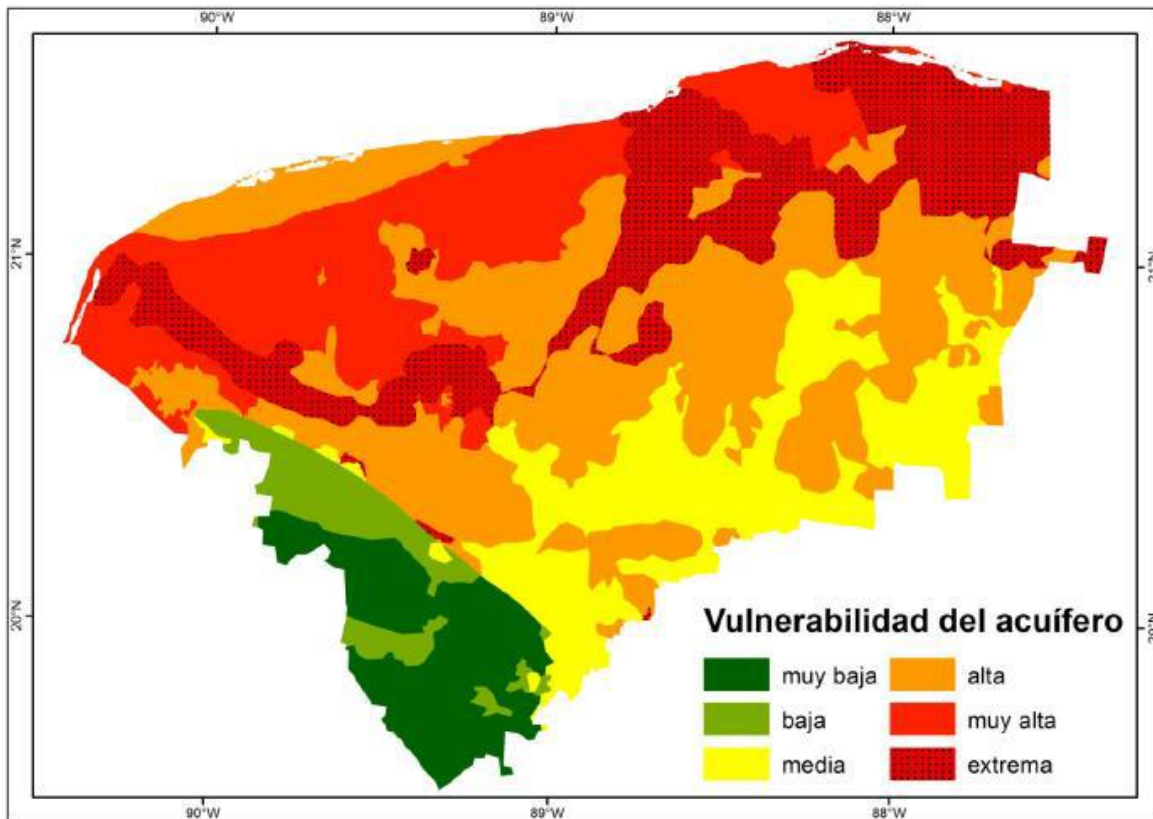 90°W 89°W 88°W
21°N 21°N
20°N 20°N
Vulnerabilidad del acuífero
muy baja alta
baja muy alta
media extrema
90°W 89°W 88°W